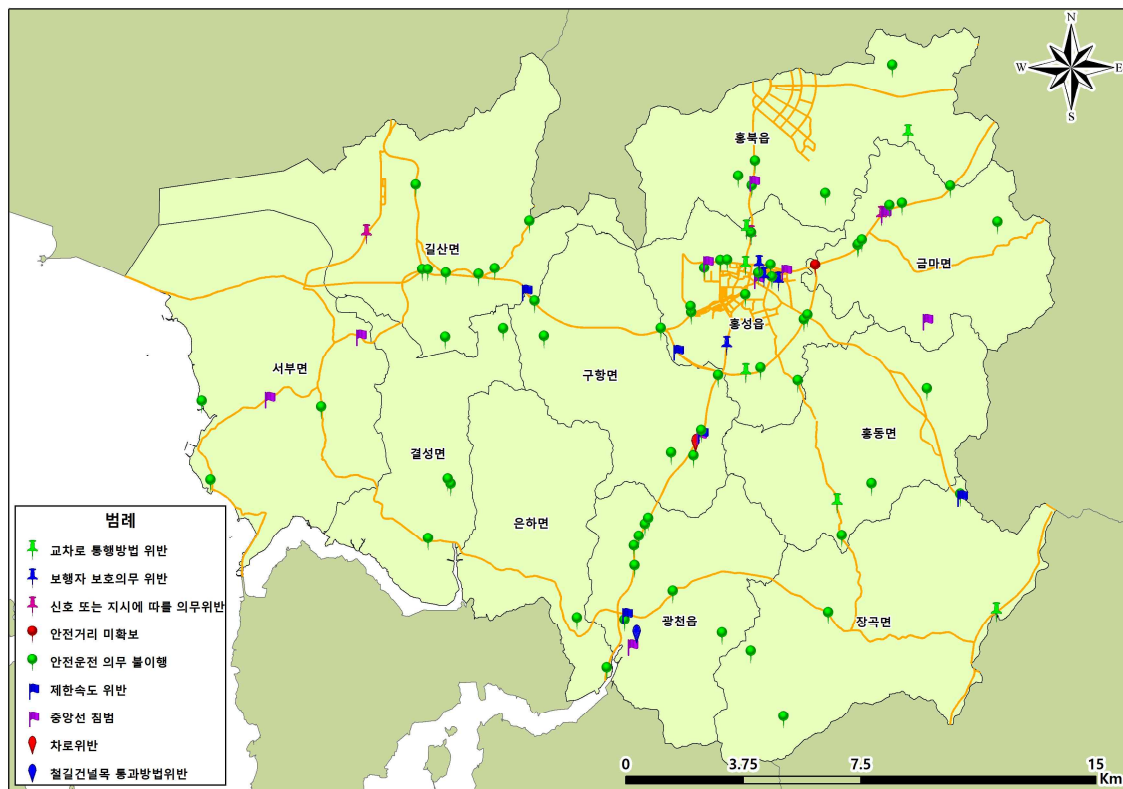 N
W
E
S
홍북읍
길산면
금마면
홍성읍
서부면
구항면
홍동면
결성면
은하면
광천읍
장곡면
범례
교차로 통행방법 위반
보행자 보호의무 위반
신호 또는 지시에 따를 의무위반
안전거리 미확보
안전운전 의무 불이행
제한속도 위반
중앙선 침범
차로위반
철길건널목 통과방법위반
0 3.75 7.5 15
Km